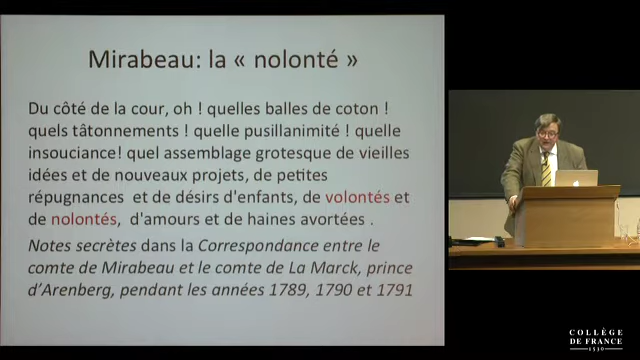 Mirabeau: la « nolonté »
Du côté de la cour, oh ! quelles balles de coton !
quels tâtonnements ! quelle pusillanimité ! quelle
insouciance! quel assemblage grotesque de vieilles
idées et de nouveaux projets, de petites
répugnances et de désirs d'enfants, de volontés et
de nolontés, d'amours et de haines avortées .
Notes secrètes dans la Correspondance entre le
comte de Mirabeau et le comte de La Marck, prince
d’Arenberg, pendant les années 1789, 1790 et 1791
COLLÈGE
DE FRANCE
1530